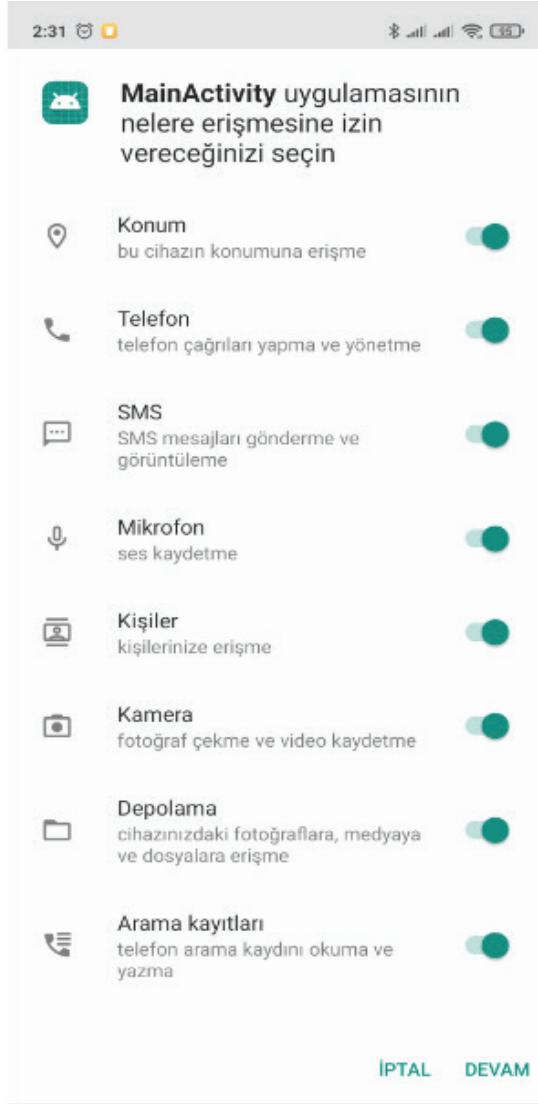 2:31
95
MainActivity uygulamasının
nelere erişmesine izin
vereceğinizi seçin
Konum
bu cihazın konumuna erişme
Telefon
telefon çağrıları yapma ve yönetme
SMS
SMS mesajları gönderme ve
görüntüleme
Mikrofon
ses kaydetme
Kişiler
kişilerinize erişme
Kamera
fotoğraf çekme ve video kaydetme
Depolama
cihazınızdaki fotoğraflara, medyaya
ve dosyalara erişme
Arama kayıtları
telefon arama kaydını okuma ve
yazma
İPTAL DEVAM